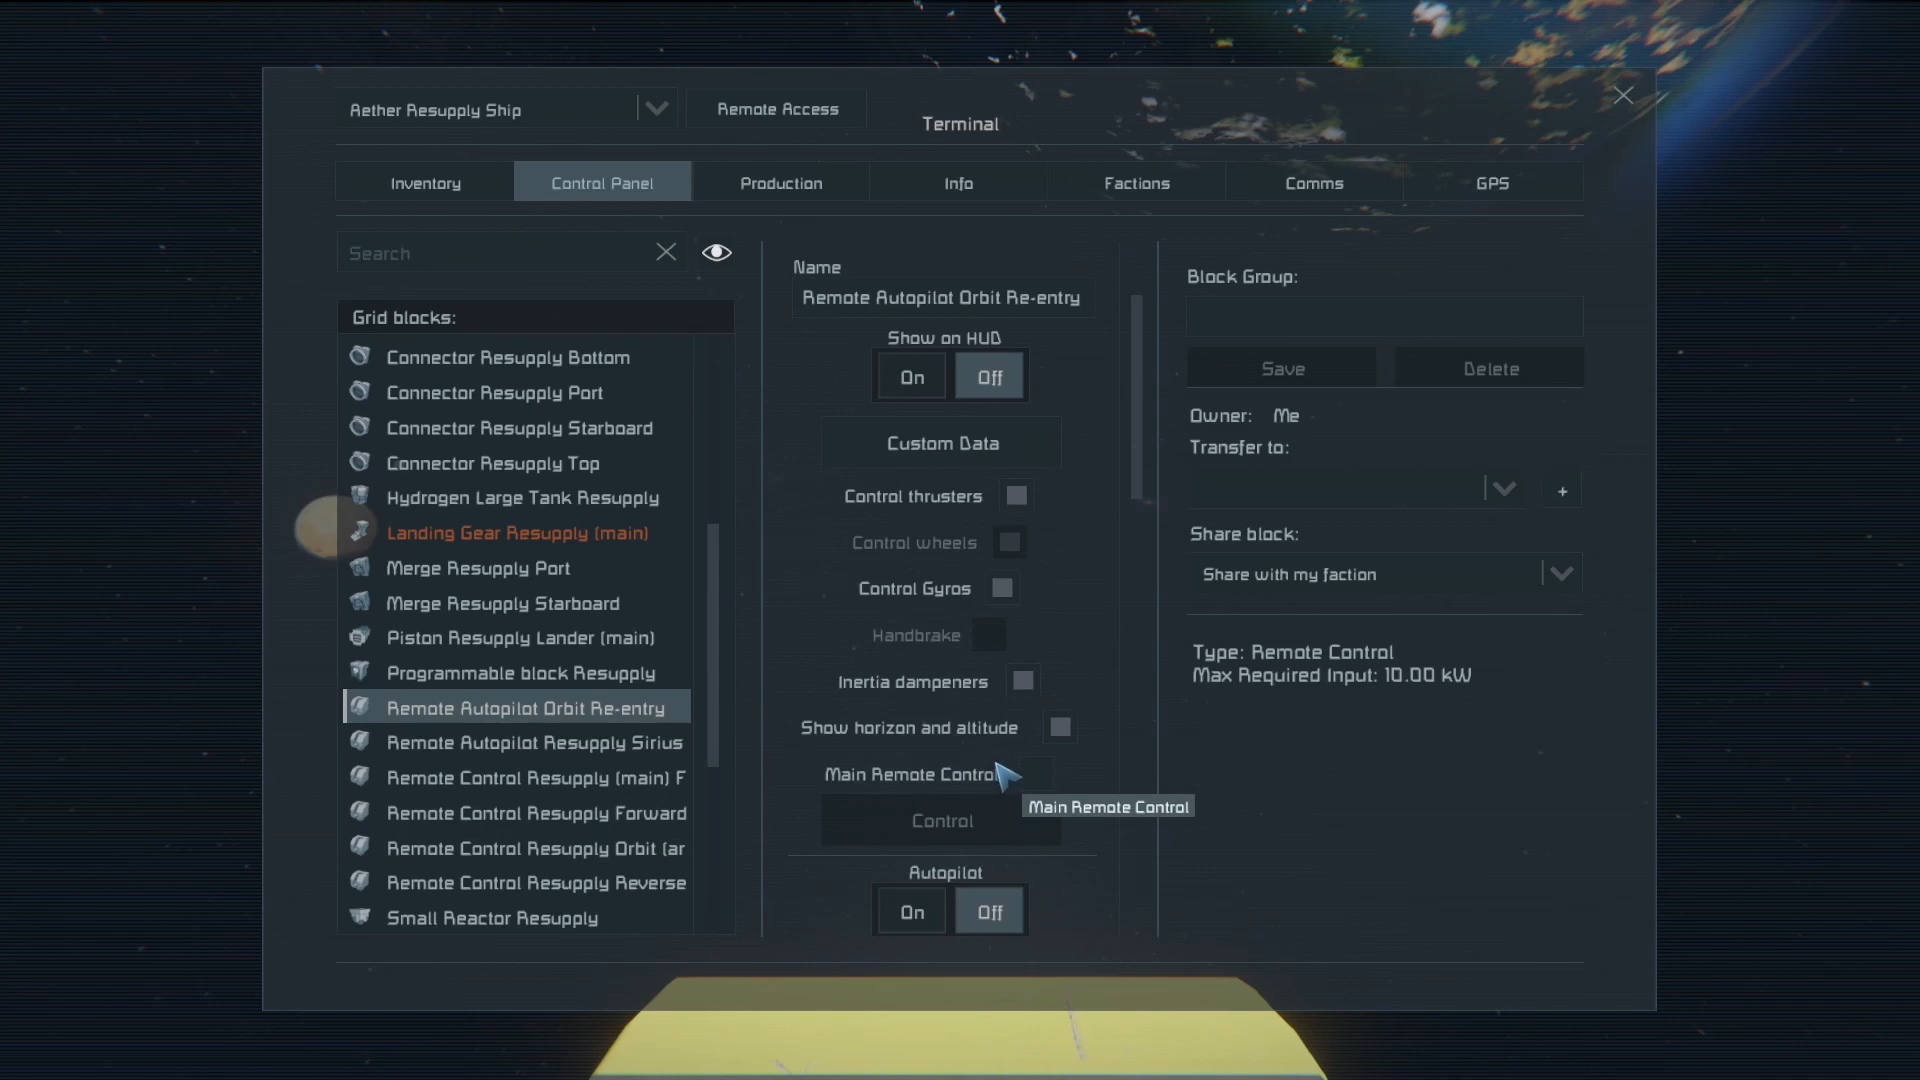 Aether Resupply Ship
Remote Access
Terminal
Inventory
Control Panel
Production
Info
Factions
Comms
GPS
Search
Grid blocks:
Connector Resupply Bottom
Connector Resupply Port
Connector Resupply Starboard
Connector Resupply Top
Hydrogen Large Tank Resupply
Landing Gear Resupply (main)
Merge Resupply Port
Merge Resupply Starboard
Piston Resupply Lander (main)
Programmable block Resupply
Remote Autopilot Orbit Re-entry
Remote Autopilot Resupply Sirius
Remote Control Resupply (main) F
Remote Control Resupply Forward
Remote Control Resupply Orbit (ar
Remote Control Resupply Reverse
Small Reactor Resupply
Name
Remote Autopilot Orbit Re-entry
Show on HUD
On Off
Custom Data
Control thrusters
Control wheels
Control Gyros
Handbrake
Inertia dampeners
Show horizon and altitude
Main Remote Control
Main Remote Control
Control
Autopilot
On Off
Block Group:
Save Delete
Owner: Me
Transfer to:
+
Share block:
Share with my faction
Type: Remote Control
Max Required Input: 10.00 kW